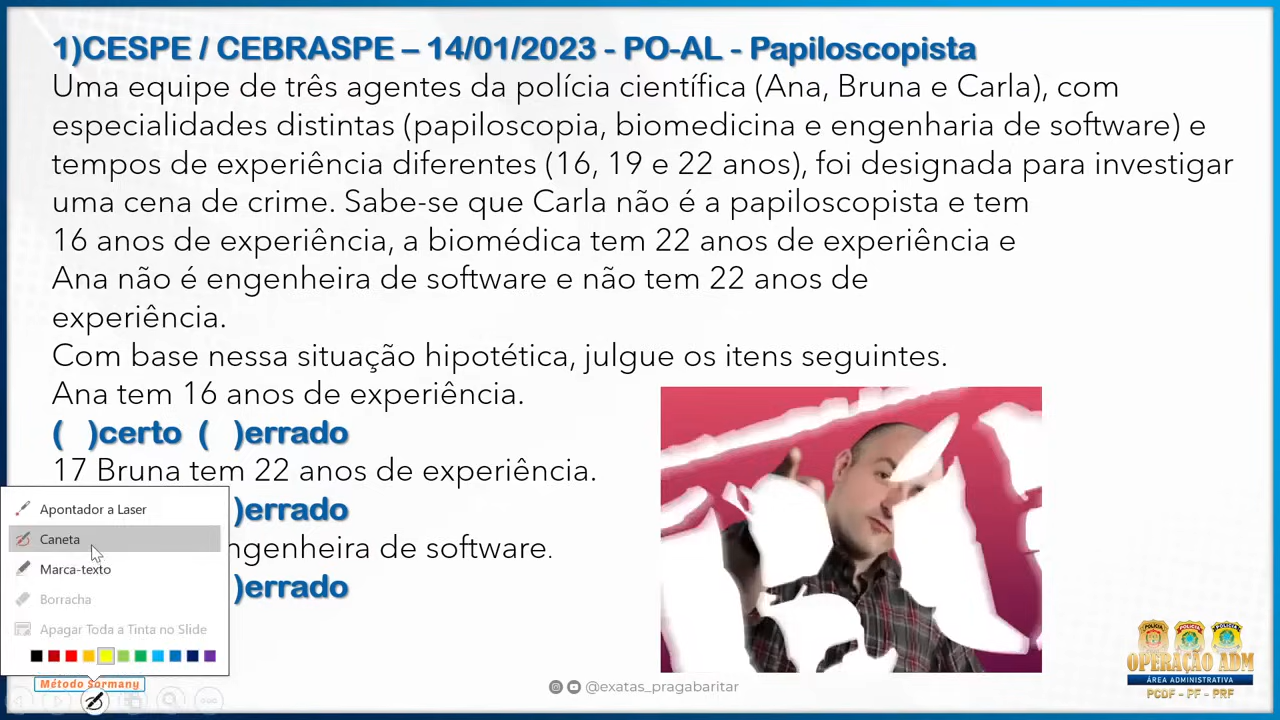 1)CESPE / CEBRASPE – 14/01/2023 - PO-AL - Papiloscopista
Uma equipe de três agentes da polícia científica (Ana, Bruna e Carla), com
especialidades distintas (papiloscopia, biomedicina e engenharia de software) e
tempos de experiência diferentes (16, 19 e 22 anos), foi designada para investigar
uma cena de crime. Sabe-se que Carla não é a papiloscopista e tem
16 anos de experiência, a biomédica tem 22 anos de experiência e
Ana não é engenheira de software e não tem 22 anos de
experiência.
Com base nessa situação hipotética, julgue os itens seguintes.
Ana tem 16 anos de experiência.
(   )certo  (   )errado
17 Bruna tem 22 anos de experiência.
)errado
ngenheira de software.
)errado
Apontador a Laser
Caneta
Marca-texto
Borracha
Apagar Toda a Tinta no Slide
Método Sormany
@exatas_pragabaritar
POLÍCIA POLÍCIA POLÍCIA
OPERAÇÃO ADM
ÁREA ADMINISTRATIVA
PCDF - PF - PRF